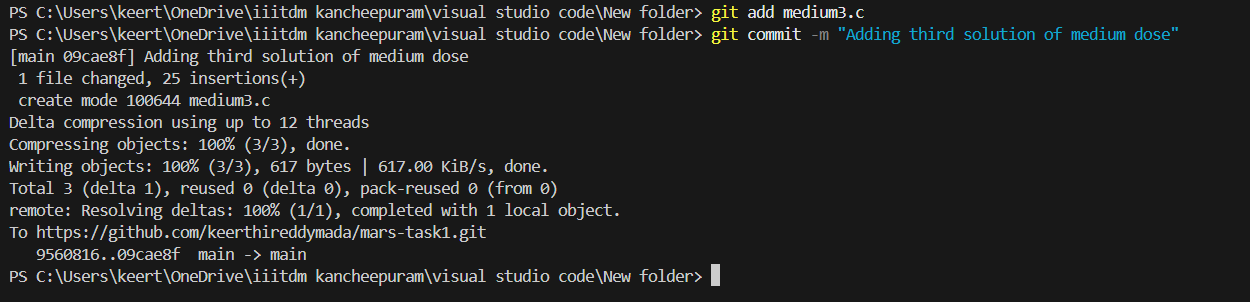 PS C:\Users\keert\OneDrive\iiitdm kancheepuram\visual studio code\New folder> git add medium3.c
PS C:\Users\keert\OneDrive\iiitdm kancheepuram\visual studio code\New folder> git commit -m "Adding third solution of medium dose"
[main 09cae8f] Adding third solution of medium dose
 1 file changed, 25 insertions(+)
 create mode 100644 medium3.c
Delta compression using up to 12 threads
Compressing objects: 100% (3/3), done.
Writing objects: 100% (3/3), 617 bytes | 617.00 KiB/s, done.
Total 3 (delta 1), reused 0 (delta 0), pack-reused 0 (from 0)
remote: Resolving deltas: 100% (1/1), completed with 1 local object.
To https://github.com/keerthireddymada/mars-task1.git
   9560816..09cae8f  main -> main
PS C:\Users\keert\OneDrive\iiitdm kancheepuram\visual studio code\New folder>